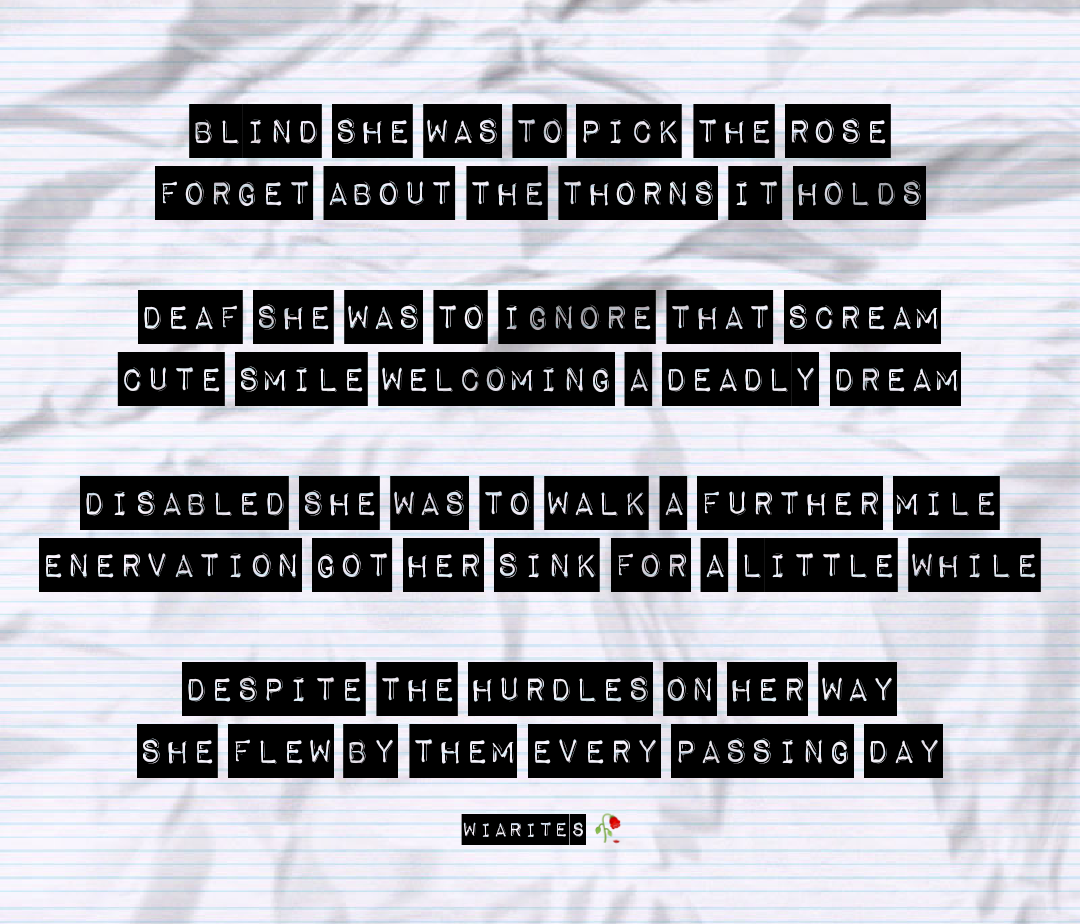 BLIND SHE WAS TO PICK THE ROSE
FORGET ABOUT THE THORNS IT HOLDS
DEAF SHE WAS TO IGNORE THAT SCREAM
CUTE SMILE WELCOMING A DEADLY DREAM
DISABLED SHE WAS TO WALK A FURTHER MILE
ENERVATION GOT HER SINK FOR A LITTLE WHILE
DESPITE THE HURDLES ON HER WAY
SHE FLEW BY THEM EVERY PASSING DAY
WIARITES🥀